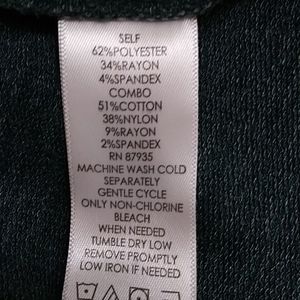 SELF
62%POLYESTER
34%RAYON
4%SPANDEX
COMBO
51%COTTON
38%NYLON
9%RAYON
2%SPANDEX
RN 87935
MACHINE WASH COLD
SEPARATELY
GENTLE CYCLE
ONLY NON-CHLORINE
BLEACH
WHEN NEEDED
TUMBLE DRY LOW
REMOVE PROMPTLY
LOW IRON IF NEEDED